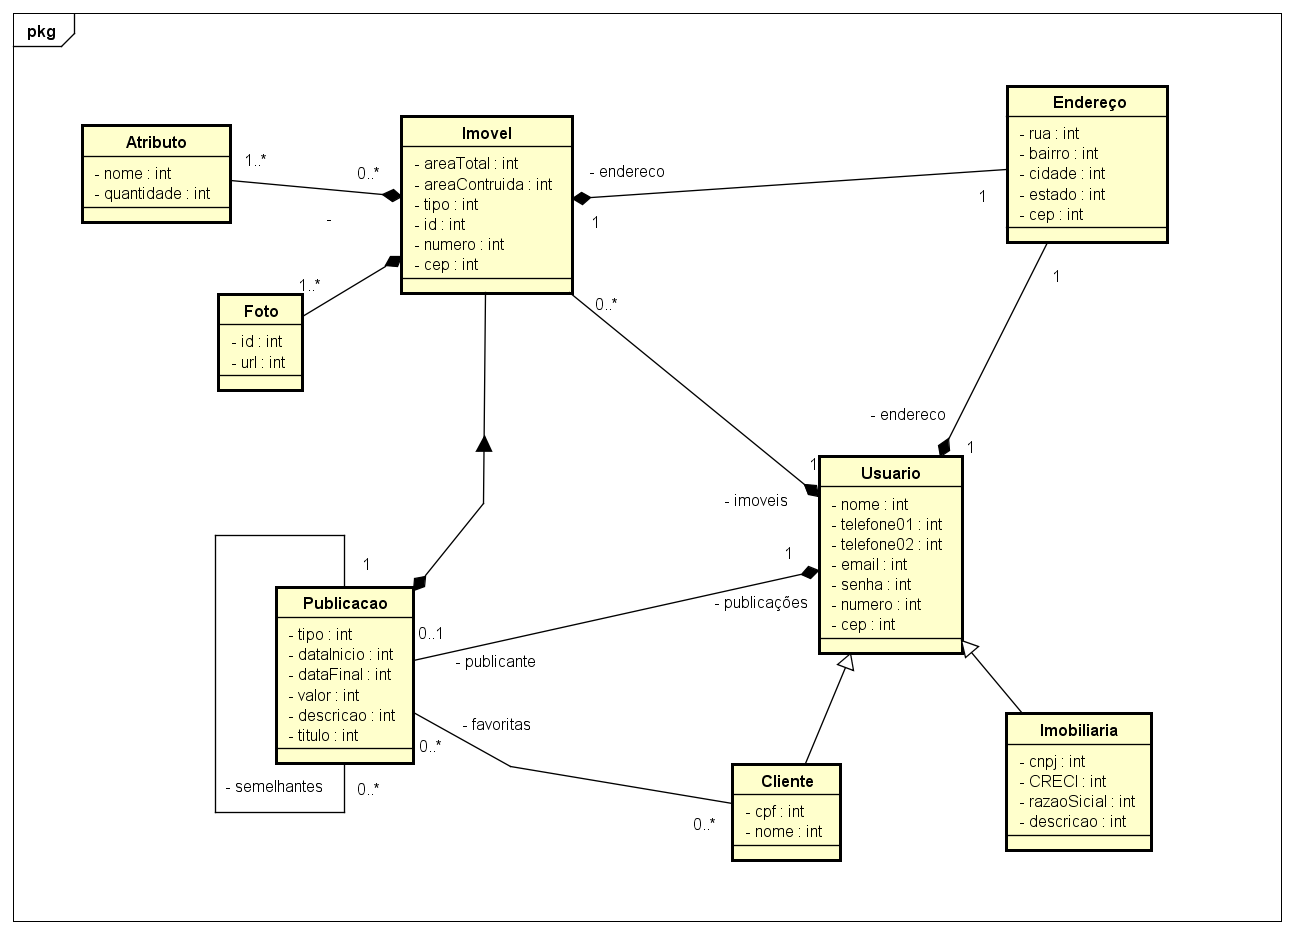 pkg
Atributo
- nome : int
- quantidade : int
1..*
0..*
-
Imovel
- areaTotal : int
- areaContruida : int
- tipo : int
- id : int
- numero : int
- cep : int
- endereco
1
1
Endereço
- rua : int
- bairro : int
- cidade : int
- estado : int
- cep : int
1..*
Foto
- id : int
- url : int
0..*
1
- endereco
1
1
- imoveis
Usuario
- nome : int
- telefone01 : int
- telefone02 : int
- email : int
- senha : int
- numero : int
- cep : int
1
- publicações
1
Publicacao
- tipo : int
- dataInicio : int
- dataFinal : int
- valor : int
- descricao : int
- titulo : int
0..1
- publicante
- favoritas
0..*
- semelhantes
0..*
0..*
Cliente
- cpf : int
- nome : int
Imobiliaria
- cnpj : int
- CRECI : int
- razaoSicial : int
- descricao : int